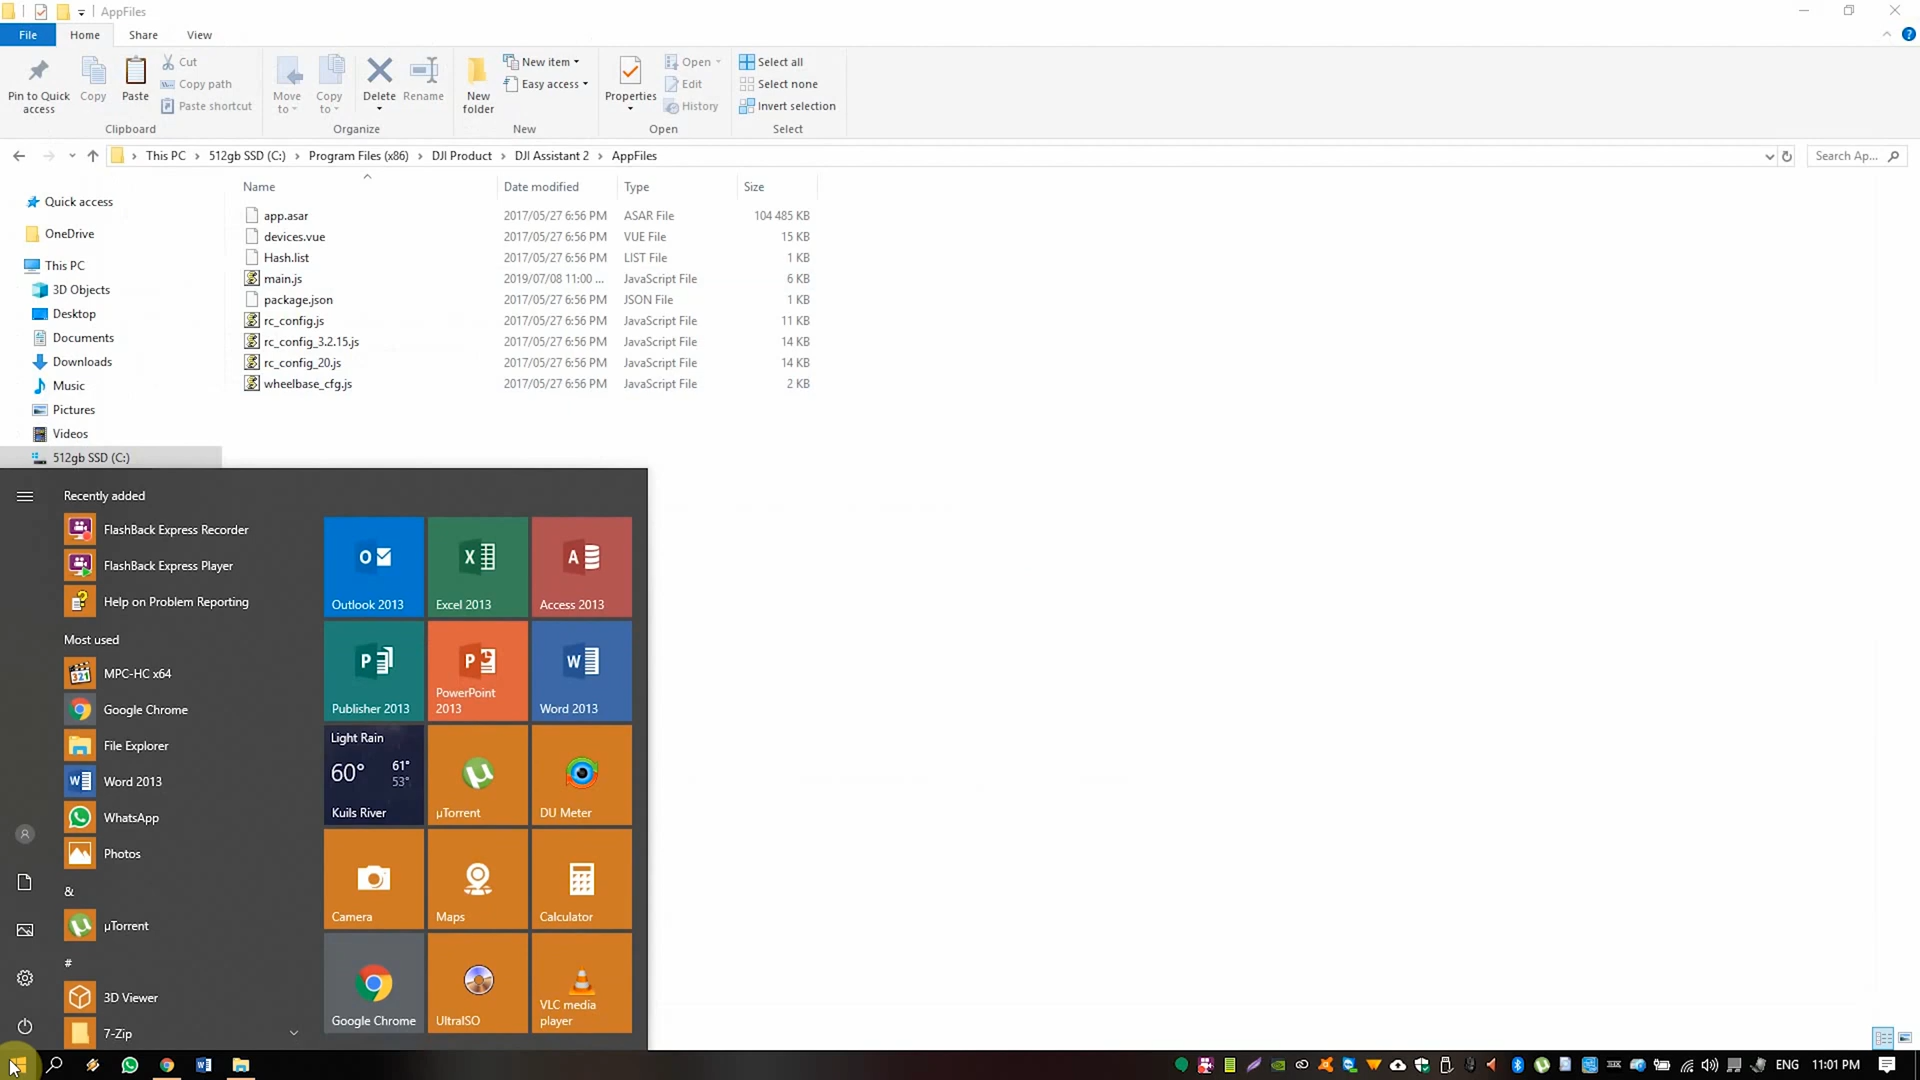 AppFiles
File Home Share View
Pin to Quick access
Copy
Paste
Cut
Copy path
Paste shortcut
Clipboard
Move to
Copy to
Delete
Rename
Organize
New folder
New item
Easy access
New
Properties
Open
Edit
History
Open
Select all
Select none
Invert selection
Select
This PC 512gb SSD (C:) Program Files (x86) DJI Product DJI Assistant 2 AppFiles
Search Ap...
Name Date modified Type Size
app.asar 2017/05/27 6:56 PM ASAR File 104 485 KB
devices.vue 2017/05/27 6:56 PM VUE File 15 KB
Hash.list 2017/05/27 6:56 PM LIST File 1 KB
main.js 2019/07/08 11:00 ... JavaScript File 6 KB
package.json 2017/05/27 6:56 PM JSON File 1 KB
rc_config.js 2017/05/27 6:56 PM JavaScript File 11 KB
rc_config_3.2.15.js 2017/05/27 6:56 PM JavaScript File 14 KB
rc_config_20.js 2017/05/27 6:56 PM JavaScript File 14 KB
wheelbase_cfg.js 2017/05/27 6:56 PM JavaScript File 2 KB
Quick access
OneDrive
This PC
3D Objects
Desktop
Documents
Downloads
Music
Pictures
Videos
512gb SSD (C:)
Recently added
FlashBack Express Recorder
FlashBack Express Player
Help on Problem Reporting
Most used
MPC-HC x64
Google Chrome
File Explorer
Word 2013
WhatsApp
Photos
&
µTorrent
#
3D Viewer
7-Zip
Outlook 2013
Excel 2013
Access 2013
Publisher 2013
PowerPoint
2013
Word 2013
Light Rain
60° 61°
53°
Kuils River
µTorrent
DU Meter
Camera
Maps
Calculator
Google Chrome
UltraISO
VLC media
player
ENG 11:01 PM